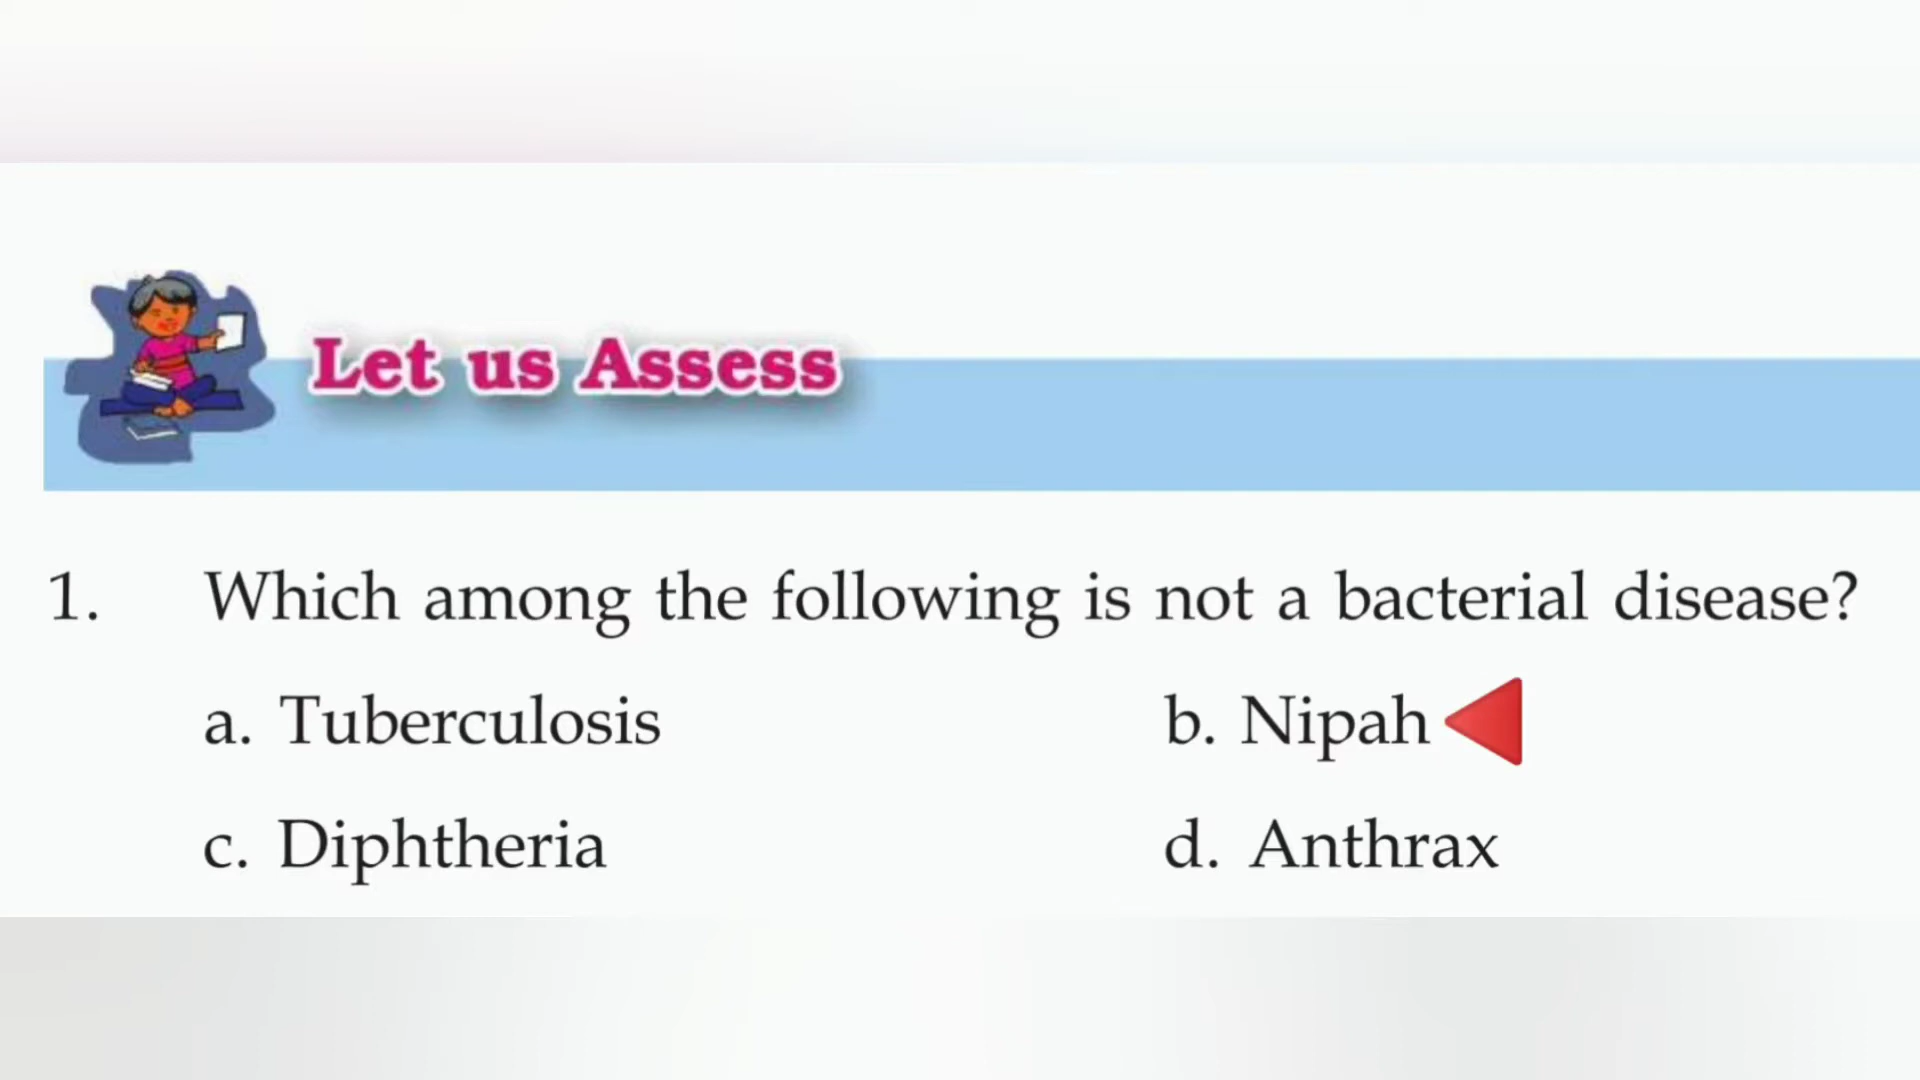 Let us Assess
1. Which among the following is not a bacterial disease?
a. Tuberculosis b. Nipah
c. Diphtheria d. Anthrax